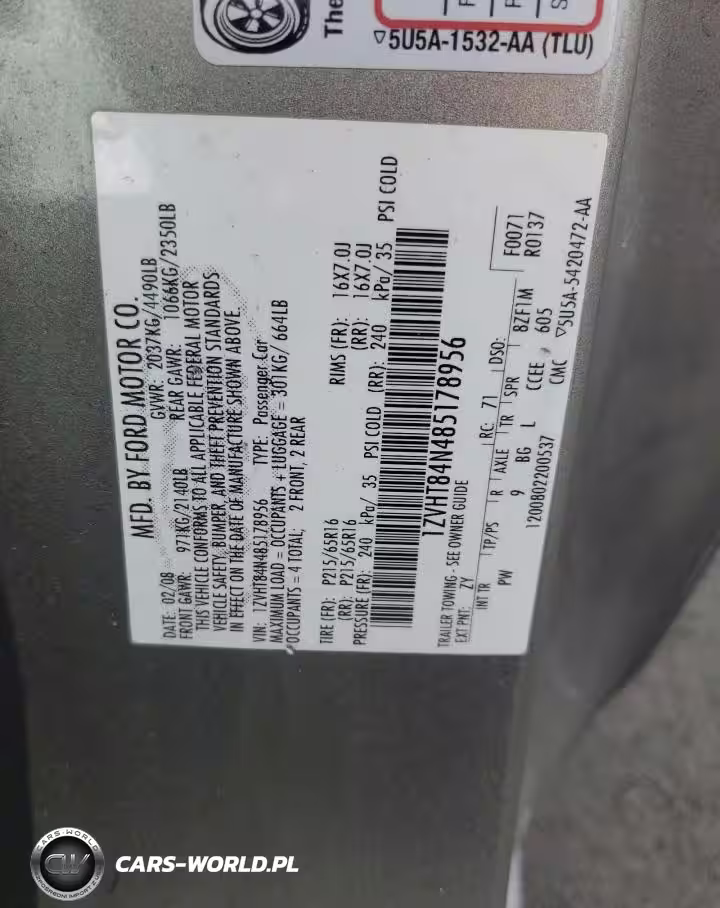 The
▽5U5A-1532-AA (TLU)
MFD. BY FORD MOTOR CO.
DATE: 02/08 GVWR: 2037KG/4490LB
FRONT GAWR: 971KG/2140LB REAR GAWR: 1066KG/2350LB
THIS VEHICLE CONFORMS TO ALL APPLICABLE FEDERAL MOTOR
VEHICLE SAFETY, BUMPER, AND THEFT PREVENTION STANDARDS
IN EFFECT ON THE DATE OF MANUFACTURE SHOWN ABOVE.
VIN: 1ZVHT84N485178956 TYPE: Passenger Car
MAXIMUM LOAD = OCCUPANTS + LUGGAGE = 301KG/ 664LB
OCCUPANTS = 4 TOTAL; 2 FRONT, 2 REAR
TIRE (FR): P215/65R16 RIMS (FR): 16X7.0J
(RR): P215/65R16 (RR): 16X7.0J
PRESSURE (FR): 240 kPa/ 35 PSI COLD (RR): 240 kPa/ 35 PSI COLD
1ZVHT84N485178956
TRAILER TOWING - SEE OWNER GUIDE
EXT PNT: ZY RC: 71 DSO: F0071
R0137
INT TR TP/PS R AXLE TR SPR BZF1M
PW 9 BG L CCEE 605
1200802200537 CMC ▽5U5A-5420472-AA
CARS-WORLD
CW
CARS-WORLD.PL